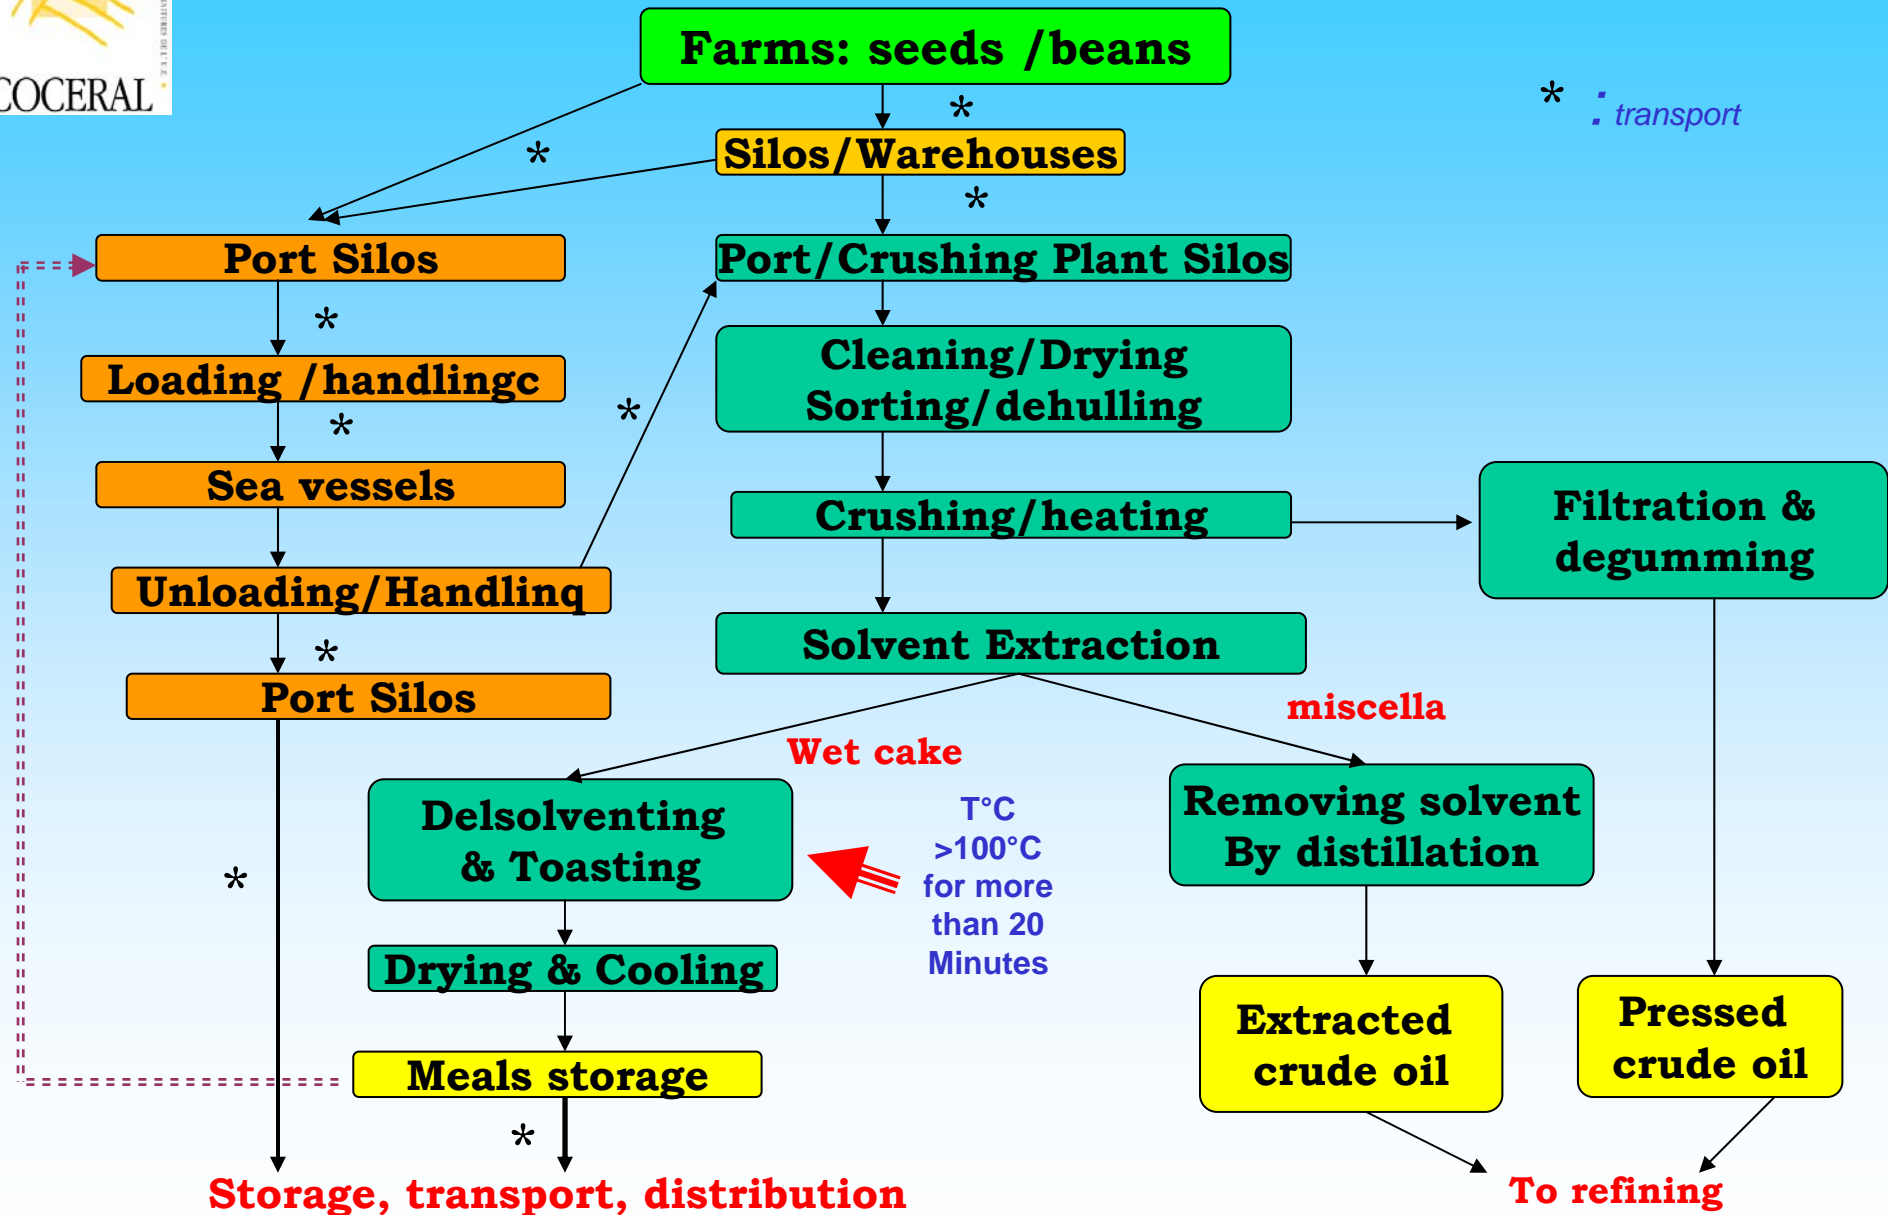 COCERAL
Farms: seeds /beans
*
* : transport
*
Silos/Warehouses
*
Port Silos
Port/Crushing Plant Silos
*
Loading /handlingc
Cleaning/Drying
Sorting/dehulling
*
*
Sea vessels
Crushing/heating
Filtration &
degumming
Unloading/Handlinq
*
Solvent Extraction
Port Silos
miscella
Wet cake
Delsolventing
& Toasting
T°C
>100°C
for more
than 20
Minutes
Removing solvent
By distillation
*
Drying & Cooling
Extracted
crude oil
Pressed
crude oil
Meals storage
*
Storage, transport, distribution
To refining